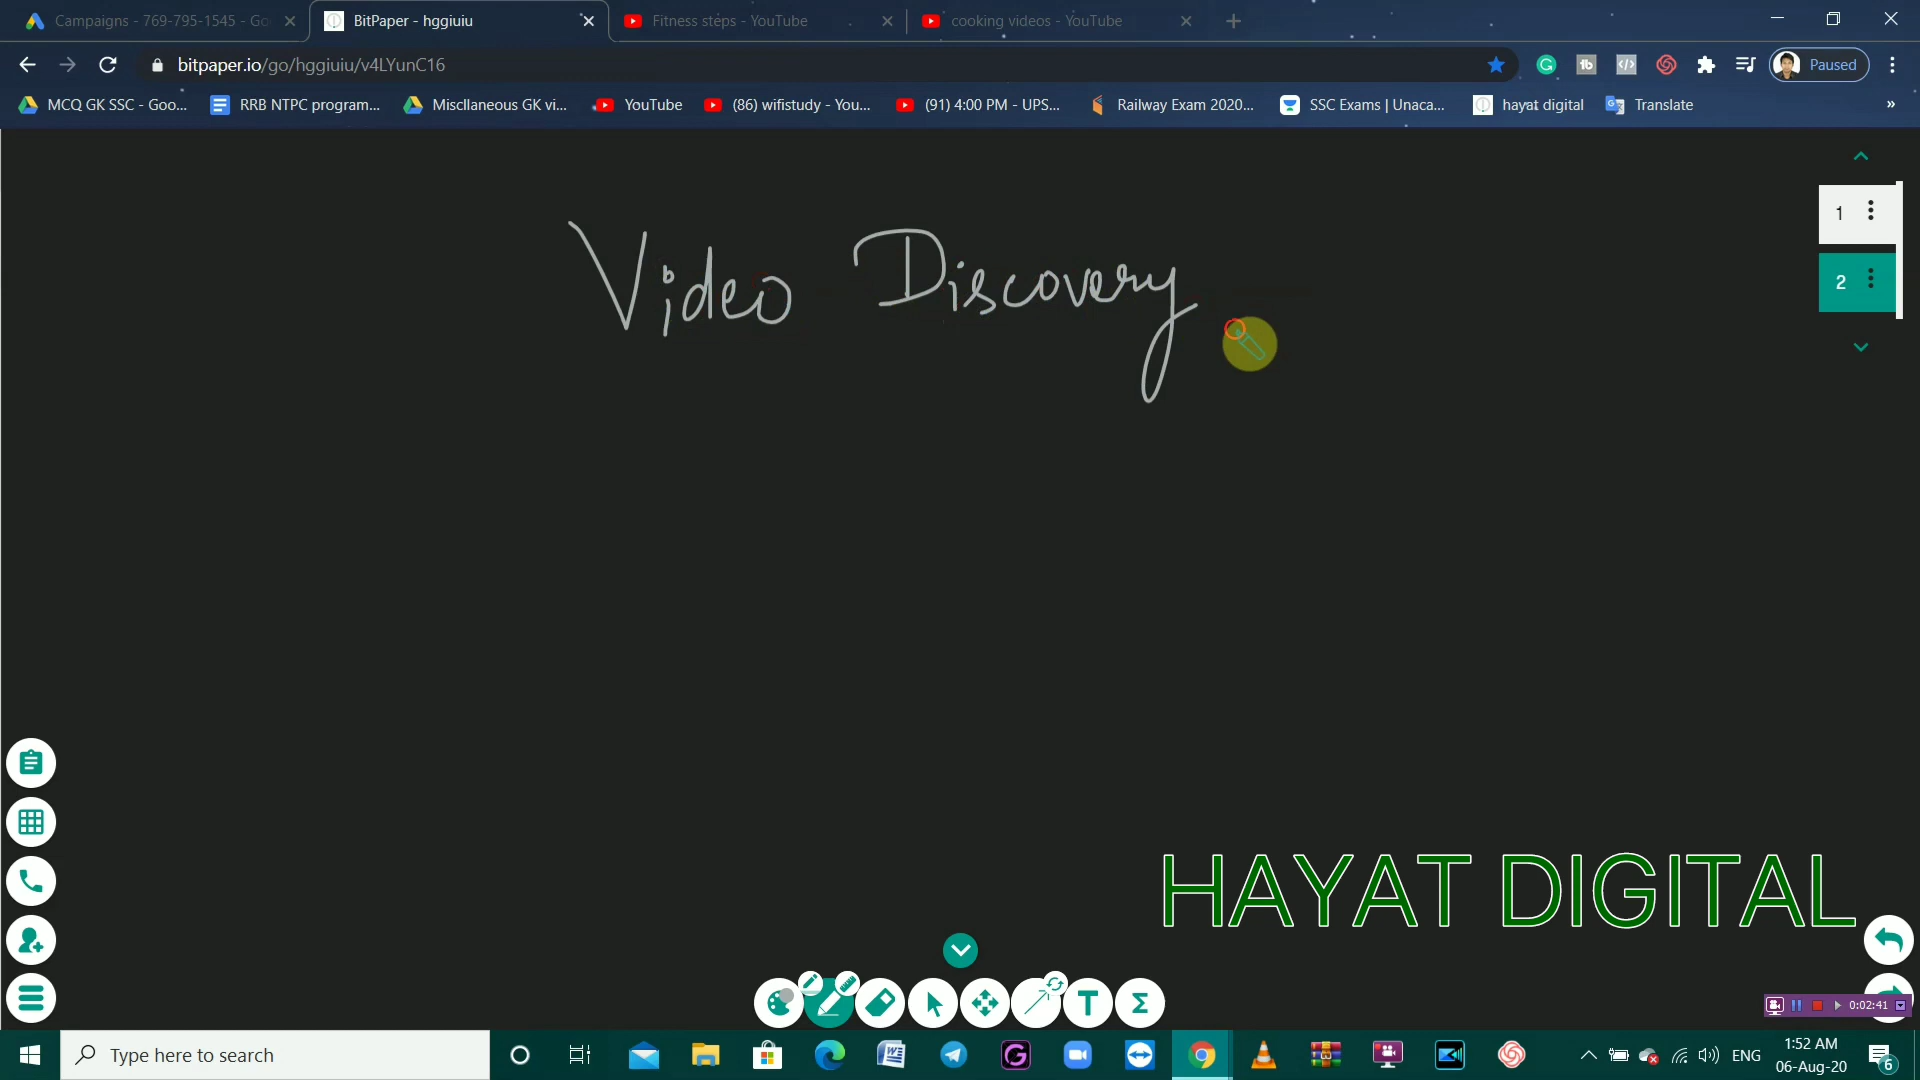 Campaigns - 769-795-1545 - Go
BitPaper - hggiuiu
Fitness steps - YouTube
cooking videos - YouTube
bitpaper.io/go/hggiuiu/v4LYunC16
Paused
MCQ GK SSC - Goo...
RRB NTPC program...
Miscllaneous GK vi...
YouTube
(86) wifistudy - You...
(91) 4:00 PM - UPS...
Railway Exam 2020...
SSC Exams | Unaca...
hayat digital
Translate
»
1
2
Video Discovery
HAYAT DIGITAL
T
Σ
0:02:41
Type here to search
ENG
1:52 AM
06-Aug-20
6